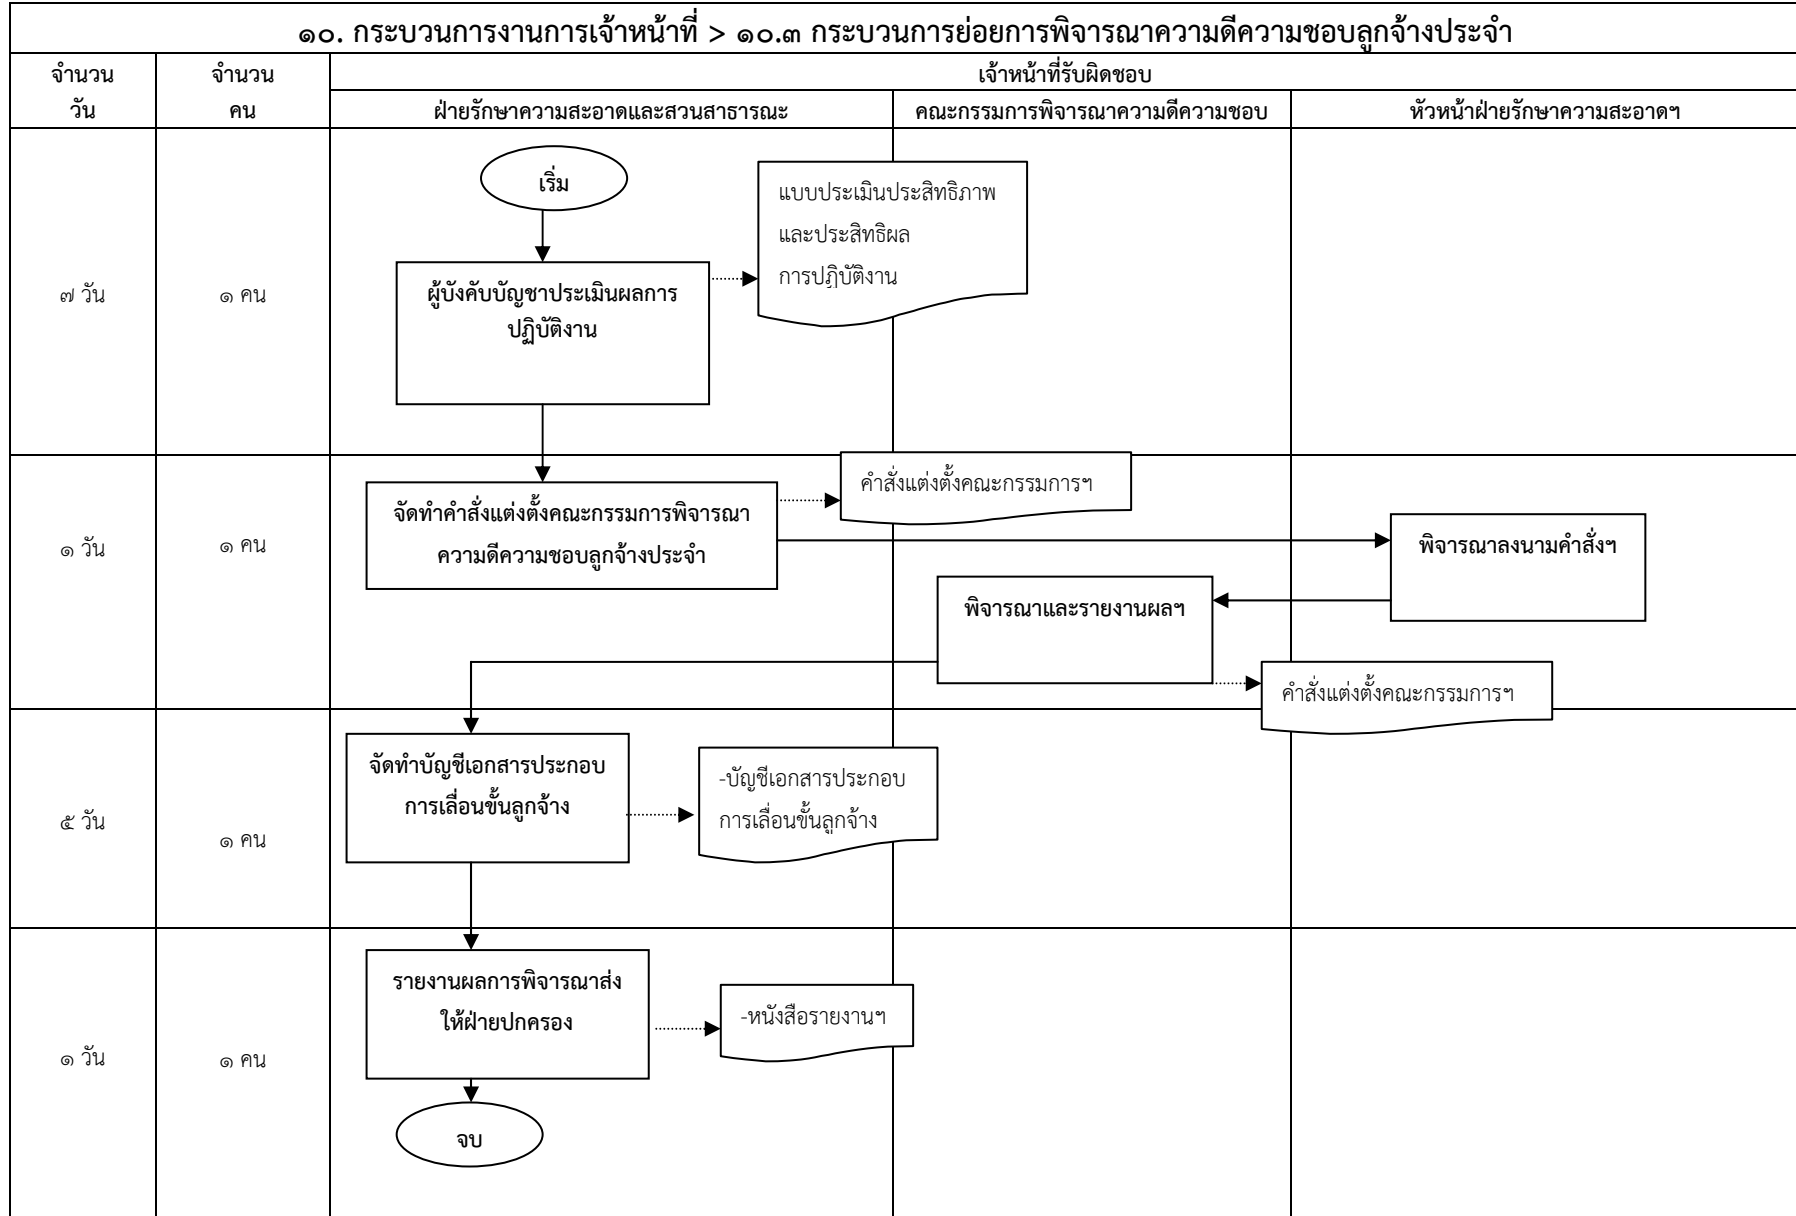 ๑๐. กระบวนการงานการเจ้าหน้าที่ > ๑๐.๓ กระบวนการย่อยการพิจารณาความดีความชอบลูกจ้างประจำ
จำนวน
วัน
จำนวน
คน
เจ้าหน้าที่รับผิดชอบ
ฝ่ายรักษาความสะอาดและสวนสาธารณะ
คณะกรรมการพิจารณาความดีความชอบ
หัวหน้าฝ่ายรักษาความสะอาดฯ
๗ วัน
๑ คน
เริ่ม
ผู้บังคับบัญชาประเมินผลการ
ปฏิบัติงาน
แบบประเมินประสิทธิภาพ
และประสิทธิผล
การปฏิบัติงาน
๑ วัน
๑ คน
จัดทำคำสั่งแต่งตั้งคณะกรรมการพิจารณา
ความดีความชอบลูกจ้างประจำ
คำสั่งแต่งตั้งคณะกรรมการฯ
พิจารณาลงนามคำสั่งฯ
พิจารณาและรายงานผลฯ
คำสั่งแต่งตั้งคณะกรรมการฯ
๕ วัน
๑ คน
จัดทำบัญชีเอกสารประกอบ
การเลื่อนขั้นลูกจ้าง
-บัญชีเอกสารประกอบ
การเลื่อนขั้นลูกจ้าง
๑ วัน
๑ คน
รายงานผลการพิจารณาส่ง
ให้ฝ่ายปกครอง
-หนังสือรายงานฯ
จบ